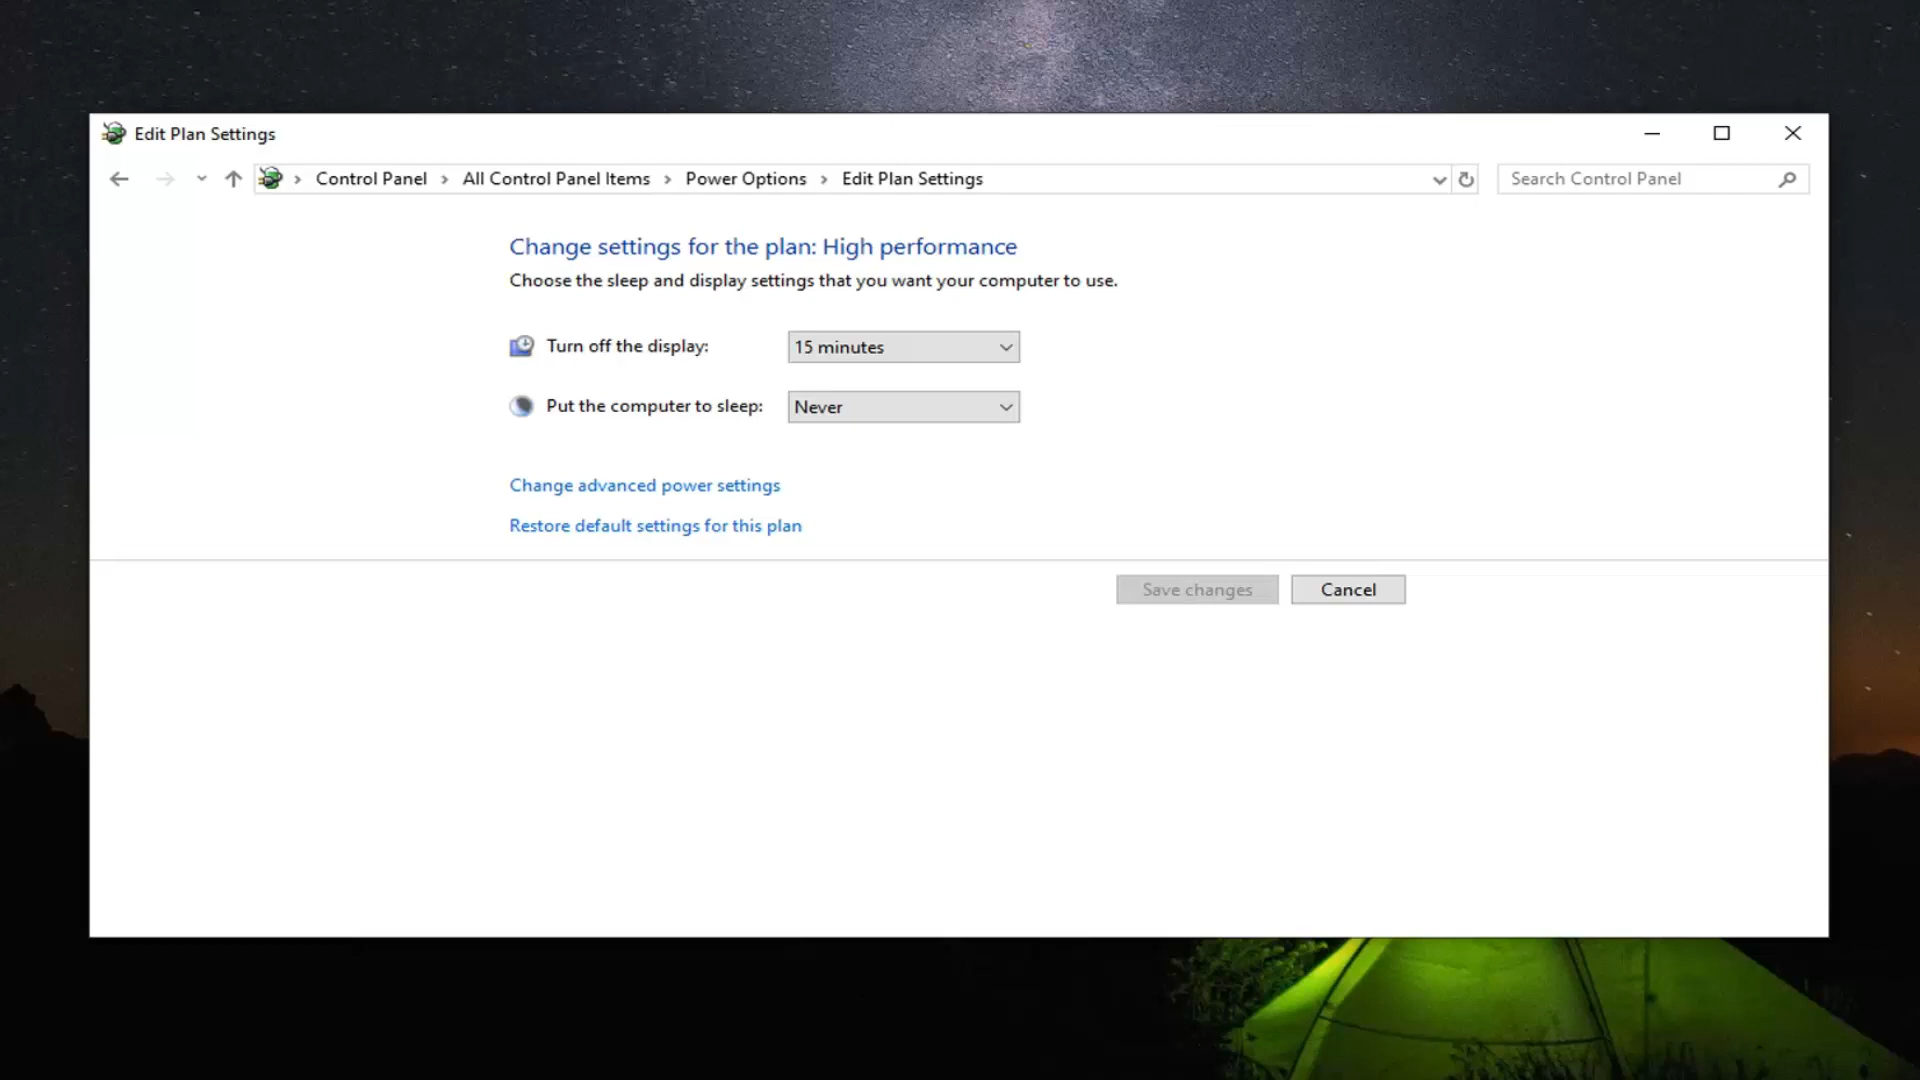 Edit Plan Settings
Control Panel
All Control Panel Items
Power Options
Edit Plan Settings
Search Control Panel
Change settings for the plan: High performance
Choose the sleep and display settings that you want your computer to use.
Turn off the display:
15 minutes
Put the computer to sleep:
Never
Change advanced power settings
Restore default settings for this plan
Save changes
Cancel